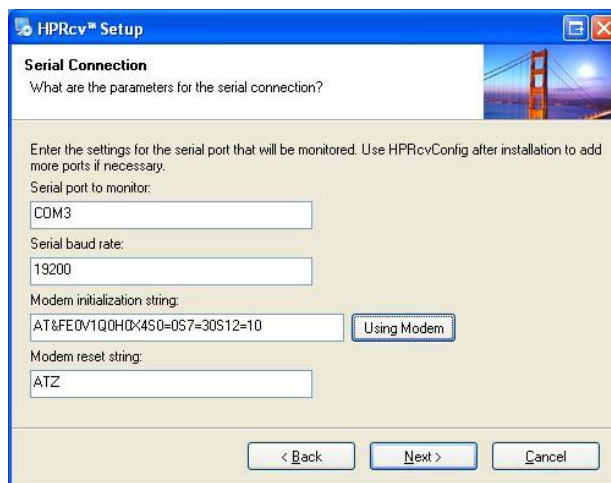 HPRcv™ Setup
Serial Connection
What are the parameters for the serial connection?
Enter the settings for the serial port that will be monitored. Use HPRcvConfig after installation to add
more ports if necessary.
Serial port to monitor:
COM3
Serial baud rate:
19200
Modem initialization string:
AT&FE0V1Q0H0X4S0=0S7=30S12=10
Using Modem
Modem reset string:
ATZ
< Back
Next >
Cancel